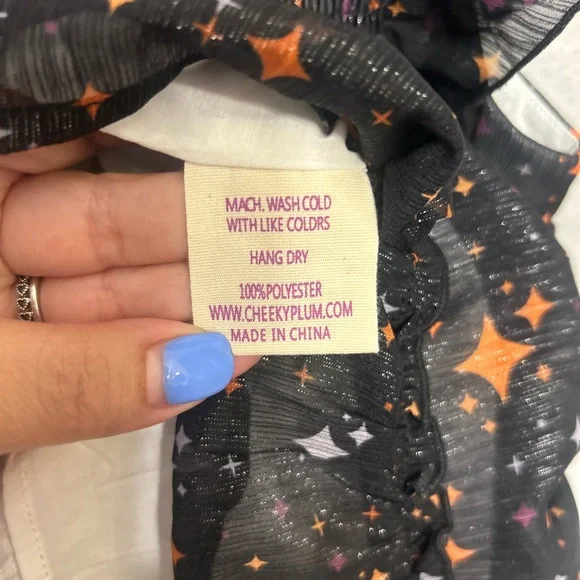 MACH. WASH COLD
WITH LIKE COLDRS
HANG DRY
100%POLYESTER
WWW.CHEEKYPLUM.COM
MADE IN CHINA